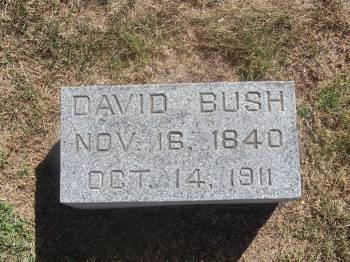 DAVID BUSH
NOV. 16, 1840
OCT. 14, 1911